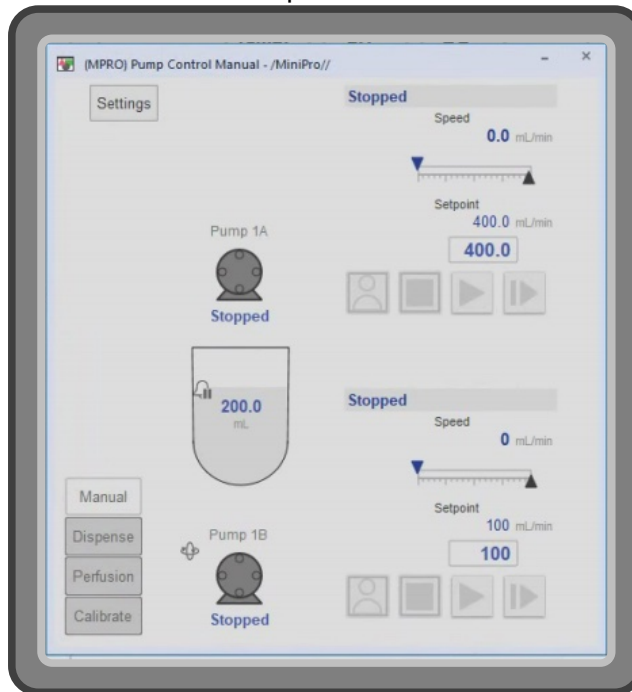 (MPRO) Pump Control Manual - /MiniPro//
Settings
Stopped
Speed
0.0 mL/min
Setpoint
400.0 mL/min
400.0
Pump 1A
Stopped
200.0
mL
Stopped
Speed
0 mL/min
Setpoint
100 mL/min
100
Manual
Dispense
Perfusion
Calibrate
Pump 1B
Stopped